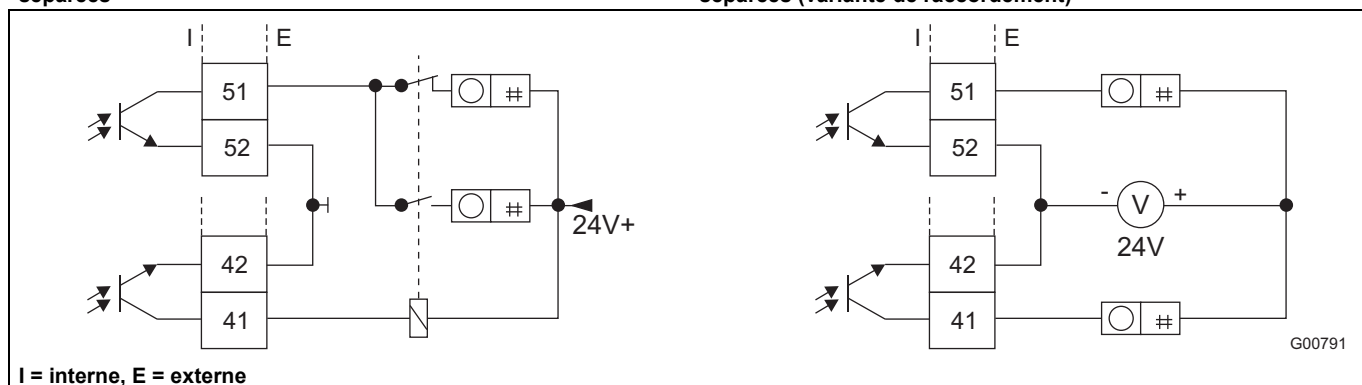 séparées
séparées (variante de raccordement)
I E
51
52
42
41
24V+
I E
51
52
42
41
- V +
24V
G00791
I = interne, E = externe